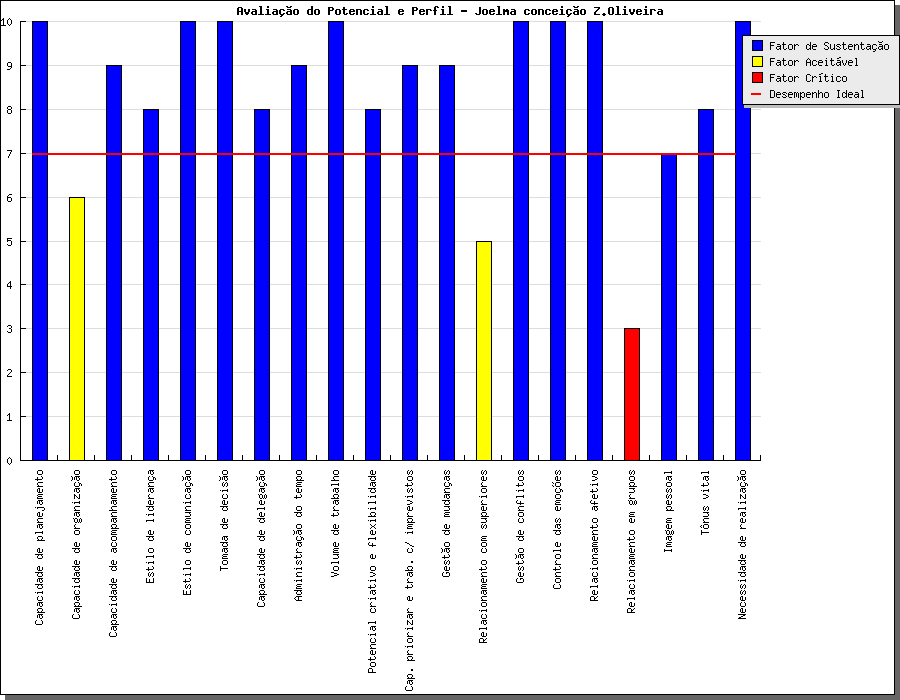 Avaliação do Potencial e Perfil - Joelma conceição Z.Oliveira
10
9
8
7
6
5
4
3
2
1
0
Fator de Sustentação
Fator Aceitável
Fator Crítico
Desempenho Ideal
Capacidade de planejamento
Capacidade de organização
Capacidade de acompanhamento
Estilo de liderança
Estilo de comunicação
Tomada de decisão
Capacidade de delegação
Administração do tempo
Volume de trabalho
Potencial criativo e flexibilidade
Cap. priorizar e trab. c/ imprevistos
Gestão de mudanças
Relacionamento com superiores
Gestão de conflitos
Controle das emoções
Relacionamento afetivo
Relacionamento em grupos
Imagem pessoal
Tônus vital
Necessidade de realização